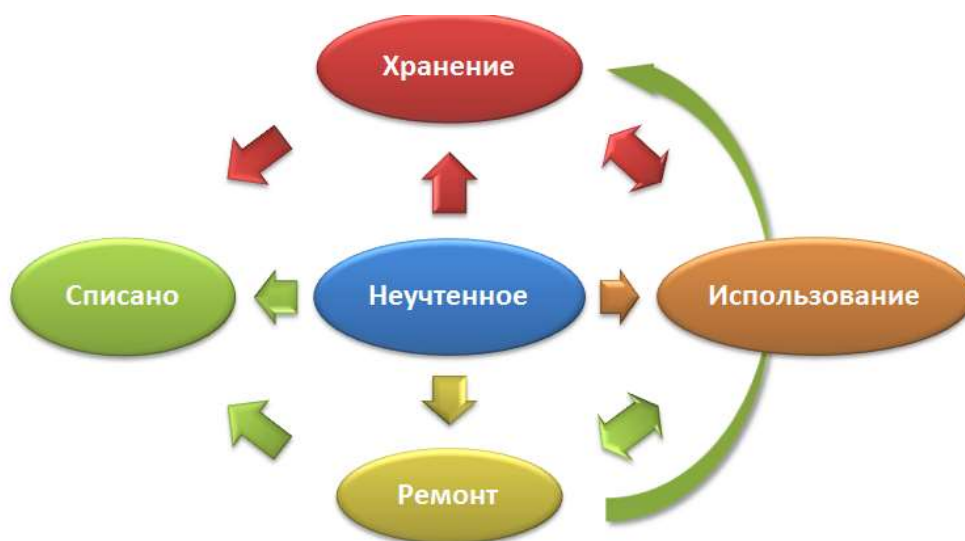 Хранение
Списано
Неучтенное
Использование
Ремонт